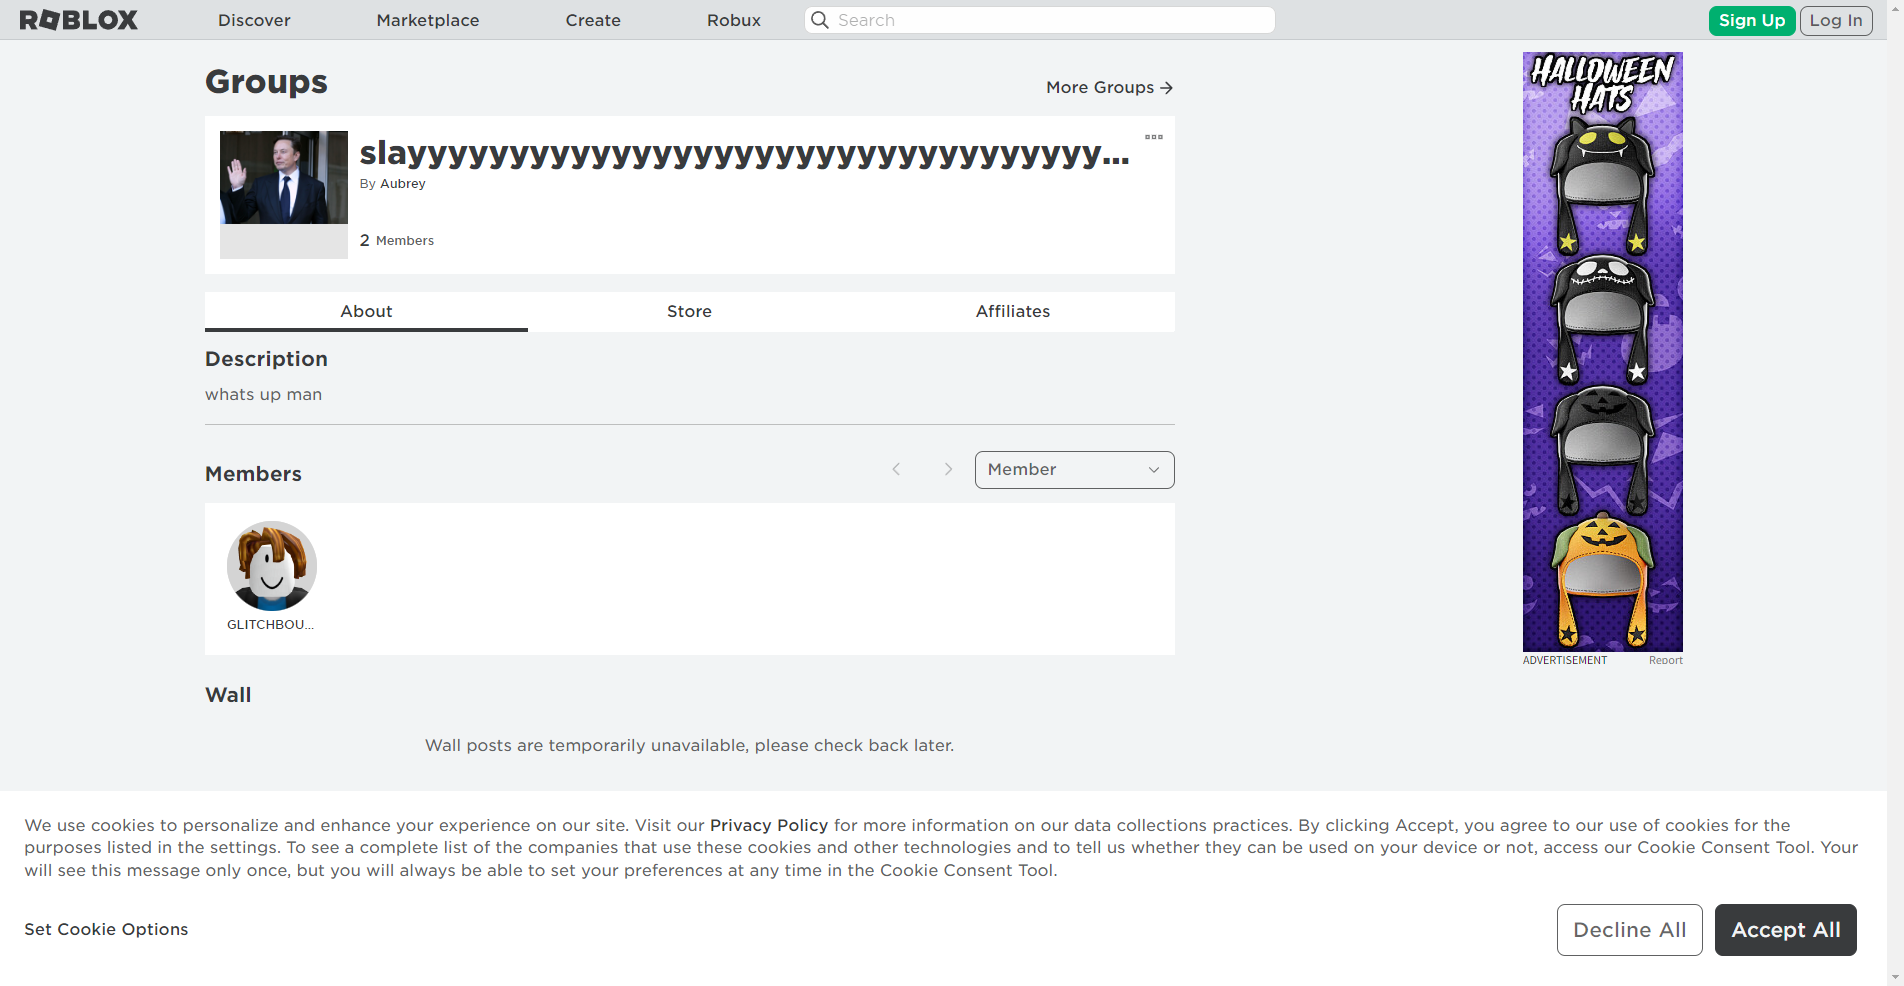 ROBLOX Discover Marketplace Create Robux Search Sign Up Log In
Groups
More Groups →
slayyyyyyyyyyyyyyyyyyyyyyyyyyyyyyyyyy...
By Aubrey
2 Members
About Store Affiliates
Description
whats up man
Members
Member
GLITCHBOU...
Wall
Wall posts are temporarily unavailable, please check back later.
HALLOWEEN
HATS
ADVERTISEMENT Report
We use cookies to personalize and enhance your experience on our site. Visit our Privacy Policy for more information on our data collections practices. By clicking Accept, you agree to our use of cookies for the
purposes listed in the settings. To see a complete list of the companies that use these cookies and other technologies and to tell us whether they can be used on your device or not, access our Cookie Consent Tool. Your
will see this message only once, but you will always be able to set your preferences at any time in the Cookie Consent Tool.
Set Cookie Options
Decline All
Accept All